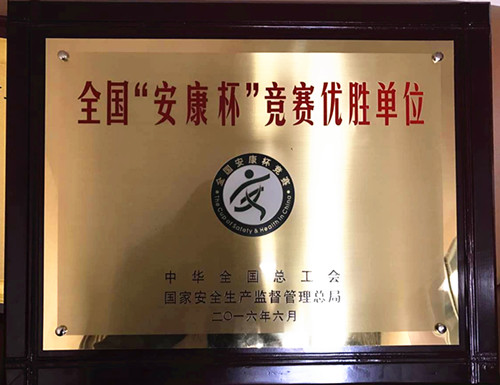 全国“安康杯”竞赛优胜单位
全国安康杯竞赛
The Cup of Safety & Health in China
中华全国总工会
国家安全生产监督管理总局
二〇一六年六月